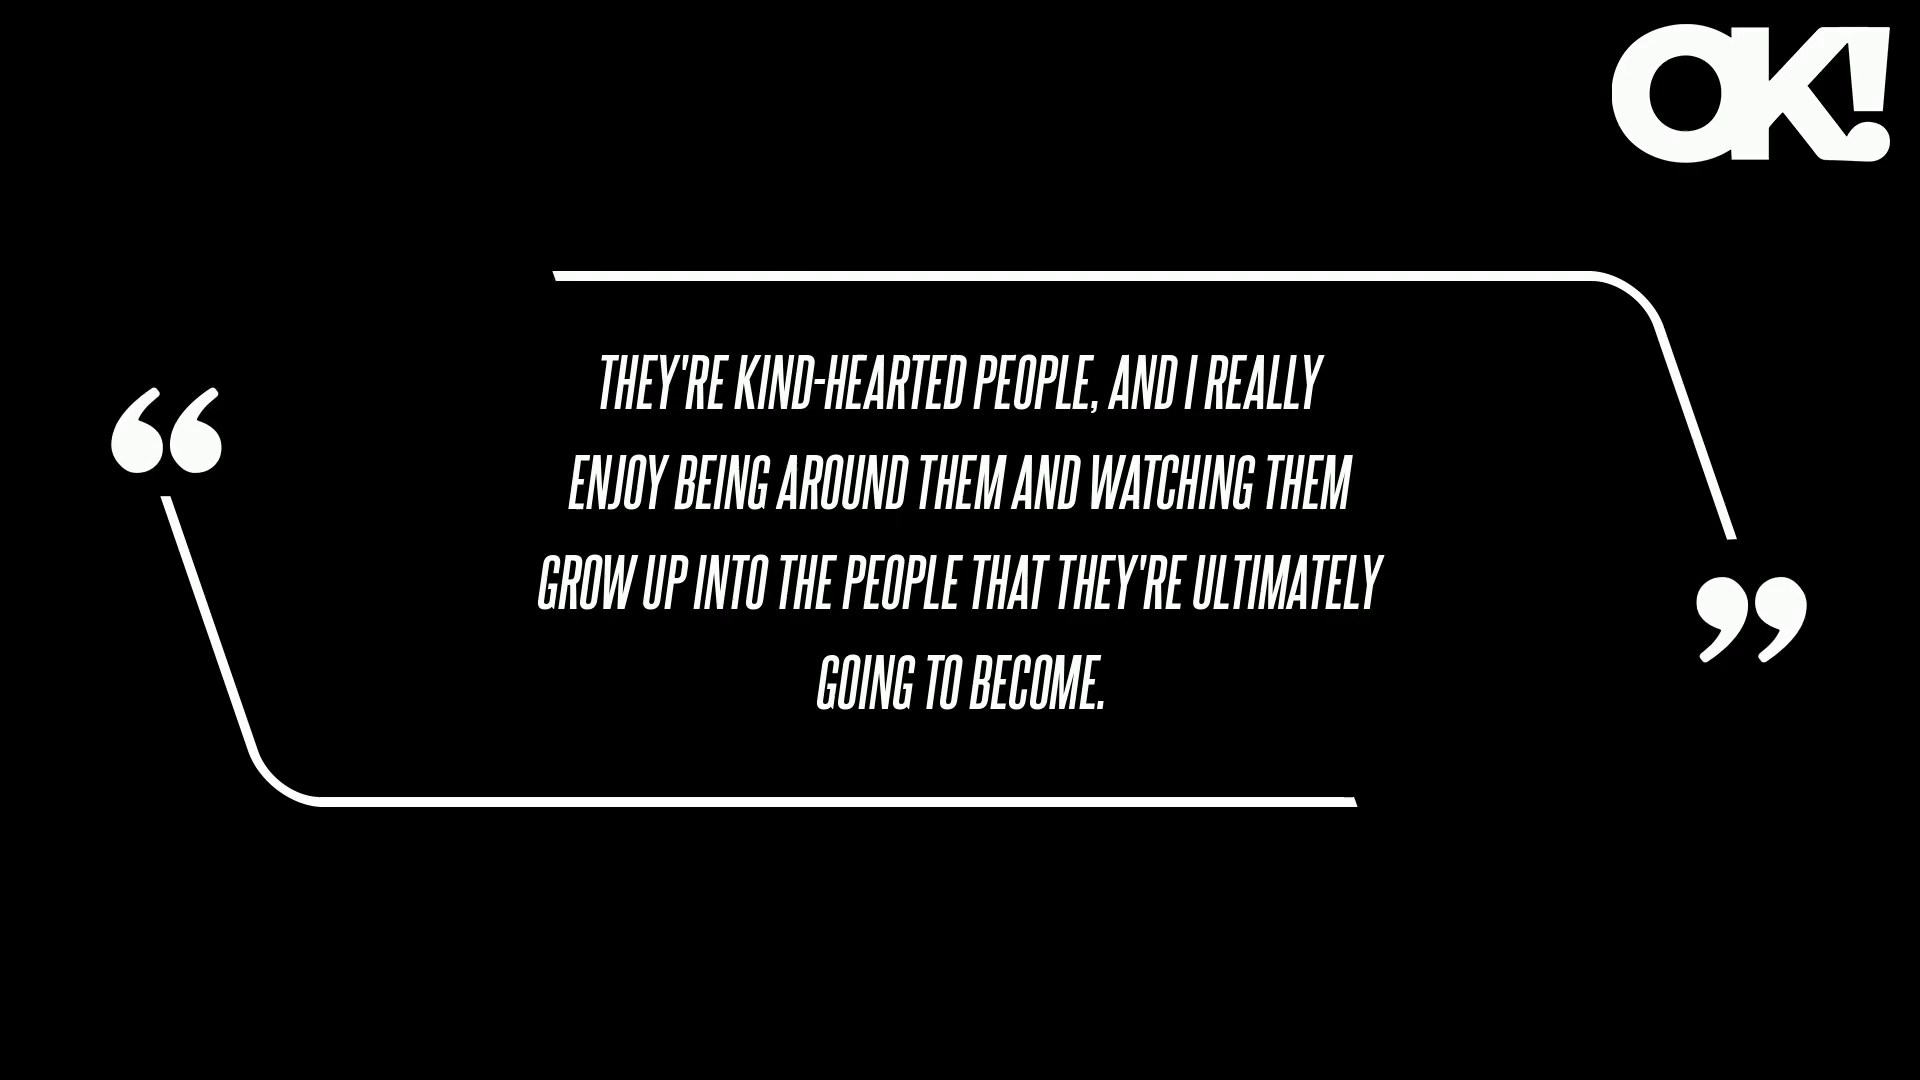 OK!
“
THEY'RE KIND-HEARTED PEOPLE, AND I REALLY
ENJOY BEING AROUND THEM AND WATCHING THEM
GROW UP INTO THE PEOPLE THAT THEY'RE ULTIMATELY
GOING TO BECOME.
”